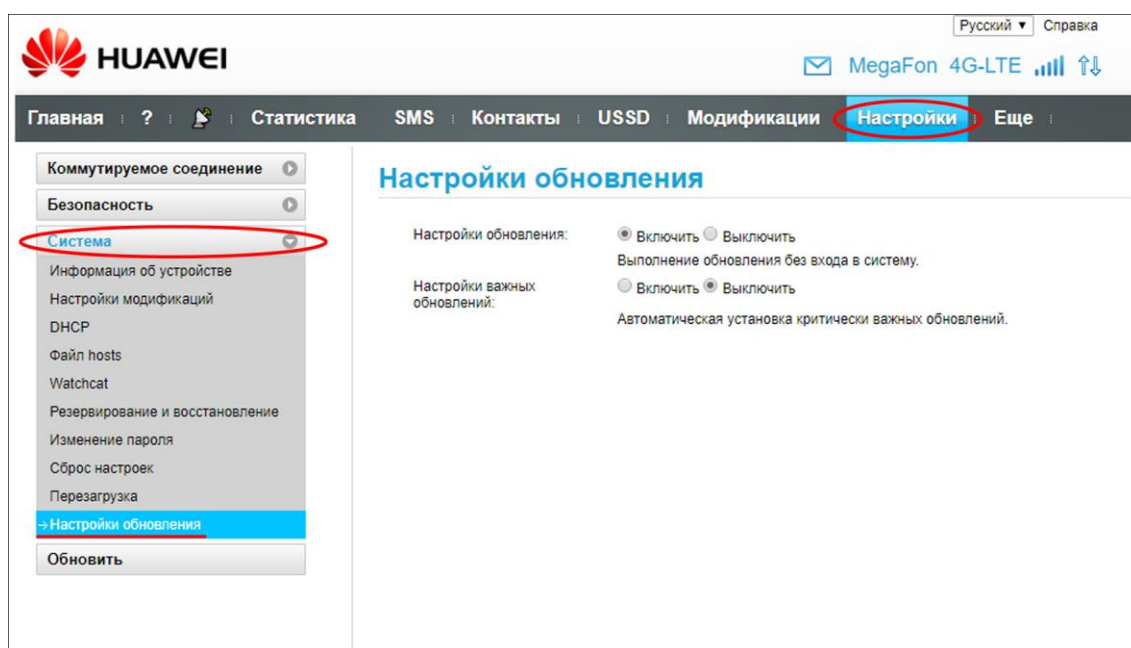 Русский ▼ Справка
HUAWEI
MegaFon 4G-LTE
Главная ? Статистика SMS Контакты USSD Модификации Настройки Еще
Коммутируемое соединение
Безопасность
Система
Информация об устройстве
Настройки модификаций
DHCP
Файл hosts
Watchcat
Резервирование и восстановление
Изменение пароля
Сброс настроек
Перезагрузка
→Настройки обновления
Обновить
Настройки обновления
Настройки обновления: Включить Выключить
Выполнение обновления без входа в систему.
Настройки важных
обновлений:
Включить Выключить
Автоматическая установка критически важных обновлений.